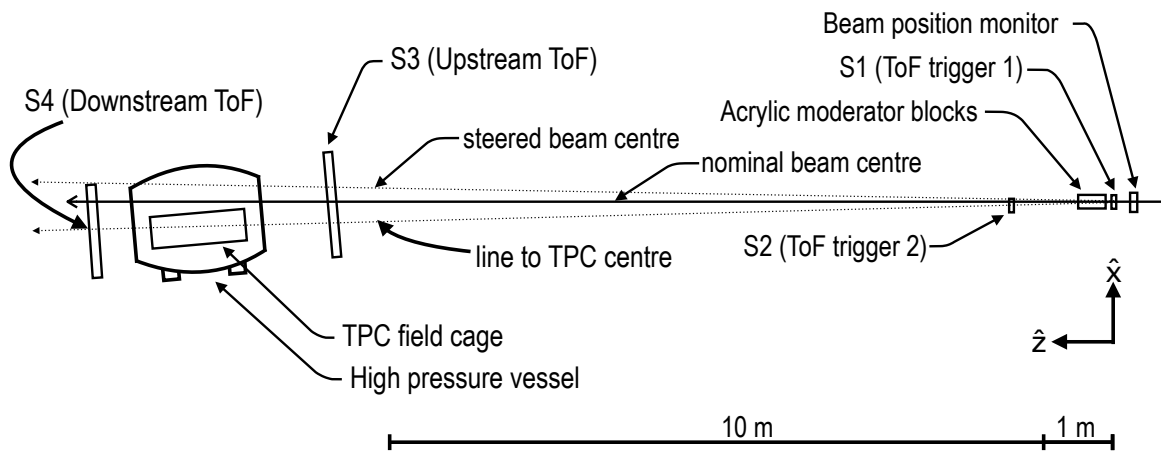 Beam position monitor
S3 (Upstream ToF)
S1 (ToF trigger 1)
S4 (Downstream ToF)
Acrylic moderator blocks
steered beam centre
nominal beam centre
S2 (ToF trigger 2)
line to TPC centre
x̂
ẑ
TPC field cage
High pressure vessel
10 m
1 m